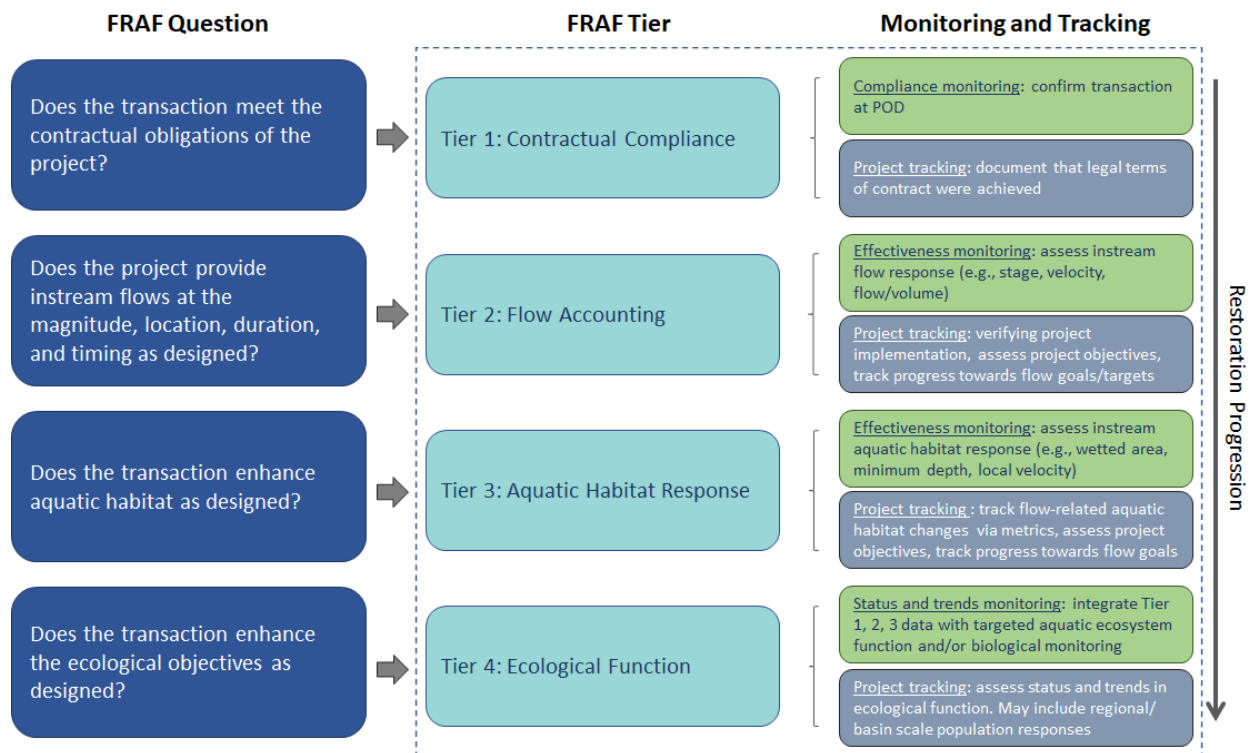 FRAF Question
FRAF Tier
Monitoring and Tracking
Does the transaction meet the
contractual obligations of the
project?
Tier 1: Contractual Compliance
Compliance monitoring: confirm transaction
at POD
Project tracking: document that legal terms
of contract were achieved
Does the project provide
instream flows at the
magnitude, location, duration,
and timing as designed?
Tier 2: Flow Accounting
Effectiveness monitoring: assess instream
flow response (e.g., stage, velocity,
flow/volume)
Project tracking: verifying project
implementation, assess project objectives,
track progress towards flow goals/targets
Does the transaction enhance
aquatic habitat as designed?
Tier 3: Aquatic Habitat Response
Effectiveness monitoring: assess instream
aquatic habitat response (e.g., wetted area,
minimum depth, local velocity)
Project tracking : track flow-related aquatic
habitat changes via metrics, assess project
objectives, track progress towards flow goals
Does the transaction enhance
the ecological objectives as
designed?
Tier 4: Ecological Function
Status and trends monitoring: integrate Tier
1, 2, 3 data with targeted aquatic ecosystem
function and/or biological monitoring
Project tracking: assess status and trends in
ecological function. May include regional/
basin scale population responses
Restoration Progression